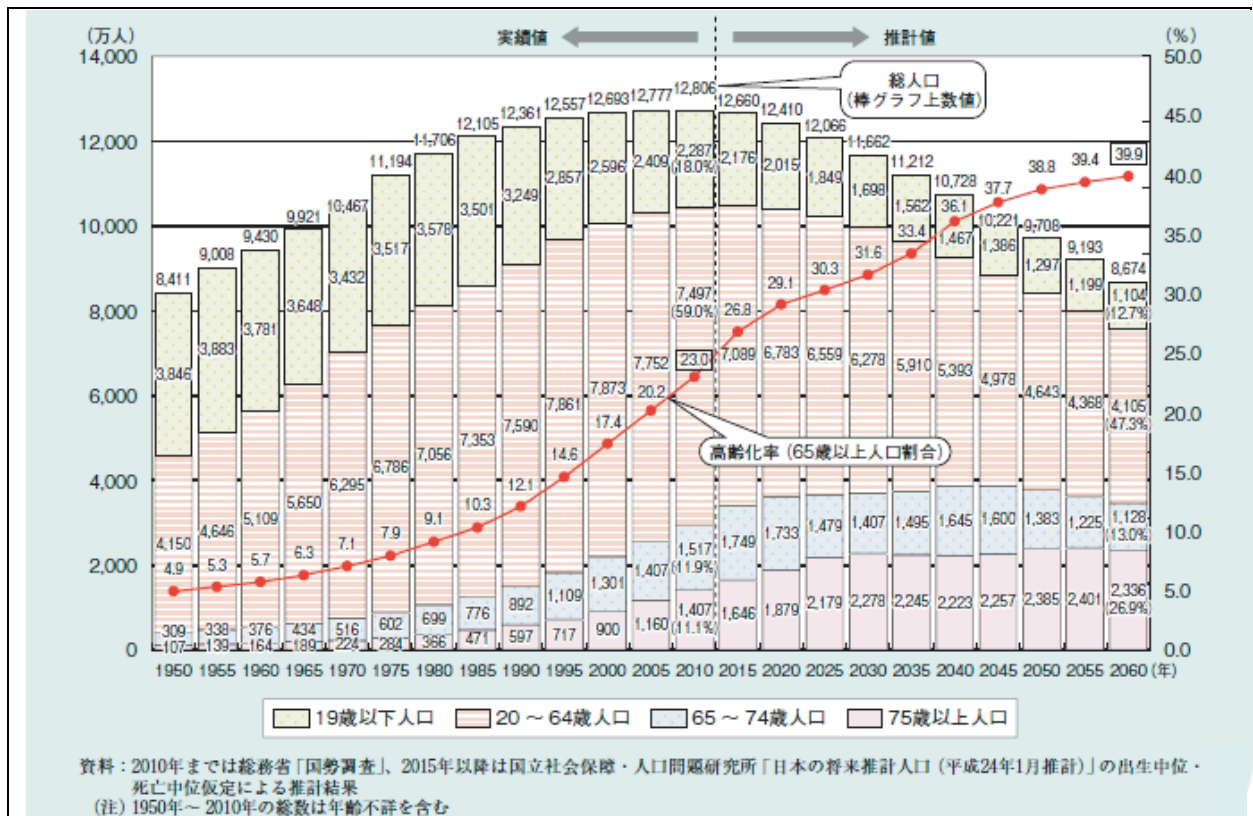 (万人)
実績値
推計値
(%)
14,000
12,000
10,000
8,000
6,000
4,000
2,000
0
50.0
45.0
40.0
35.0
30.0
25.0
20.0
15.0
10.0
5.0
0.0
総人口
(棒グラフ上数値)
高齢化率(65歳以上人口割合)
8,411 9,008 9,430 9,921 10,467 11,194 11,706 12,105 12,361 12,557 12,693 12,777 12,806 12,660 12,410 12,066 11,662 11,212 10,728 10,221 9,708 9,193 8,674
3,846 3,883 3,781 3,648 3,432 3,517 3,578 3,501 3,249 2,857 2,596 2,409 2,287 2,176 2,015 1,849 1,698 1,562 1,467 1,386 1,297 1,199 1,104
(18.0%) (12.7%)
4,150 4,646 5,109 5,650 6,295 6,786 7,056 7,353 7,590 7,861 7,873 7,752 7,497 7,089 6,783 6,559 6,278 5,910 5,393 4,978 4,643 4,368 4,105
(59.0%) (47.3%)
4.9 5.3 5.7 6.3 7.1 7.9 9.1 10.3 12.1 14.6 17.4 20.2 23.0 26.8 29.1 30.3 31.6 33.4 36.1 37.7 38.8 39.4 39.9
309 338 376 434 516 602 699 776 892 1,109 1,301 1,407 1,517 1,749 1,733 1,479 1,407 1,495 1,645 1,600 1,383 1,225 1,128
(11.9%) (13.0%)
107 139 164 189 224 284 366 471 597 717 900 1,160 1,407 1,646 1,879 2,179 2,278 2,245 2,223 2,257 2,385 2,401 2,336
(11.1%) (26.9%)
1950 1955 1960 1965 1970 1975 1980 1985 1990 1995 2000 2005 2010 2015 2020 2025 2030 2035 2040 2045 2050 2055 2060 (年)
19歳以下人口 20～64歳人口 65～74歳人口 75歳以上人口
資料：2010年までは総務省「国勢調査」、2015年以降は国立社会保障・人口問題研究所「日本の将来推計人口(平成24年1月推計)」の出生中位・
死亡中位仮定による推計結果
(注) 1950年～2010年の総数は年齢不詳を含む